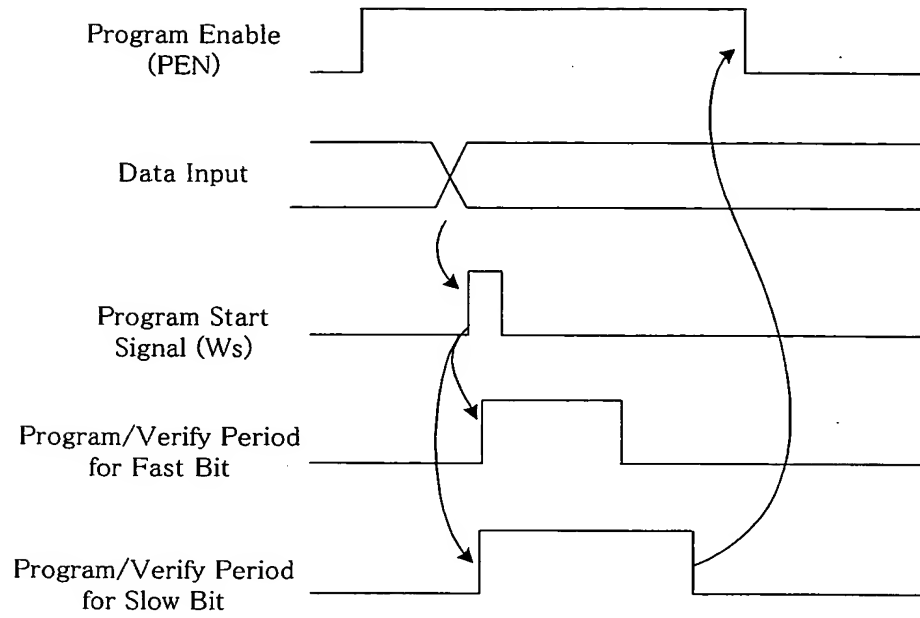 Program Enable
(PEN)
Data Input
Program Start
Signal (Ws)
Program/Verify Period
for Fast Bit
Program/Verify Period
for Slow Bit